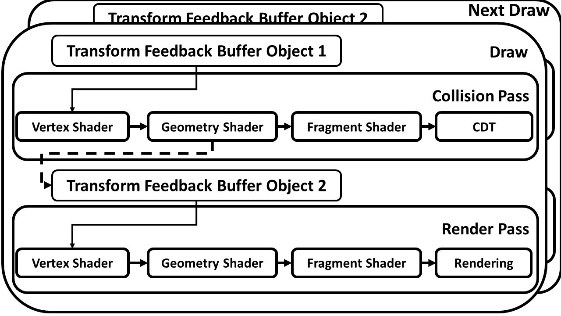 Next Draw
Transform Feedback Buffer Object 2
Draw
Transform Feedback Buffer Object 1
Collision Pass
Vertex Shader
Geometry Shader
Fragment Shader
CDT
Transform Feedback Buffer Object 2
Render Pass
Vertex Shader
Geometry Shader
Fragment Shader
Rendering